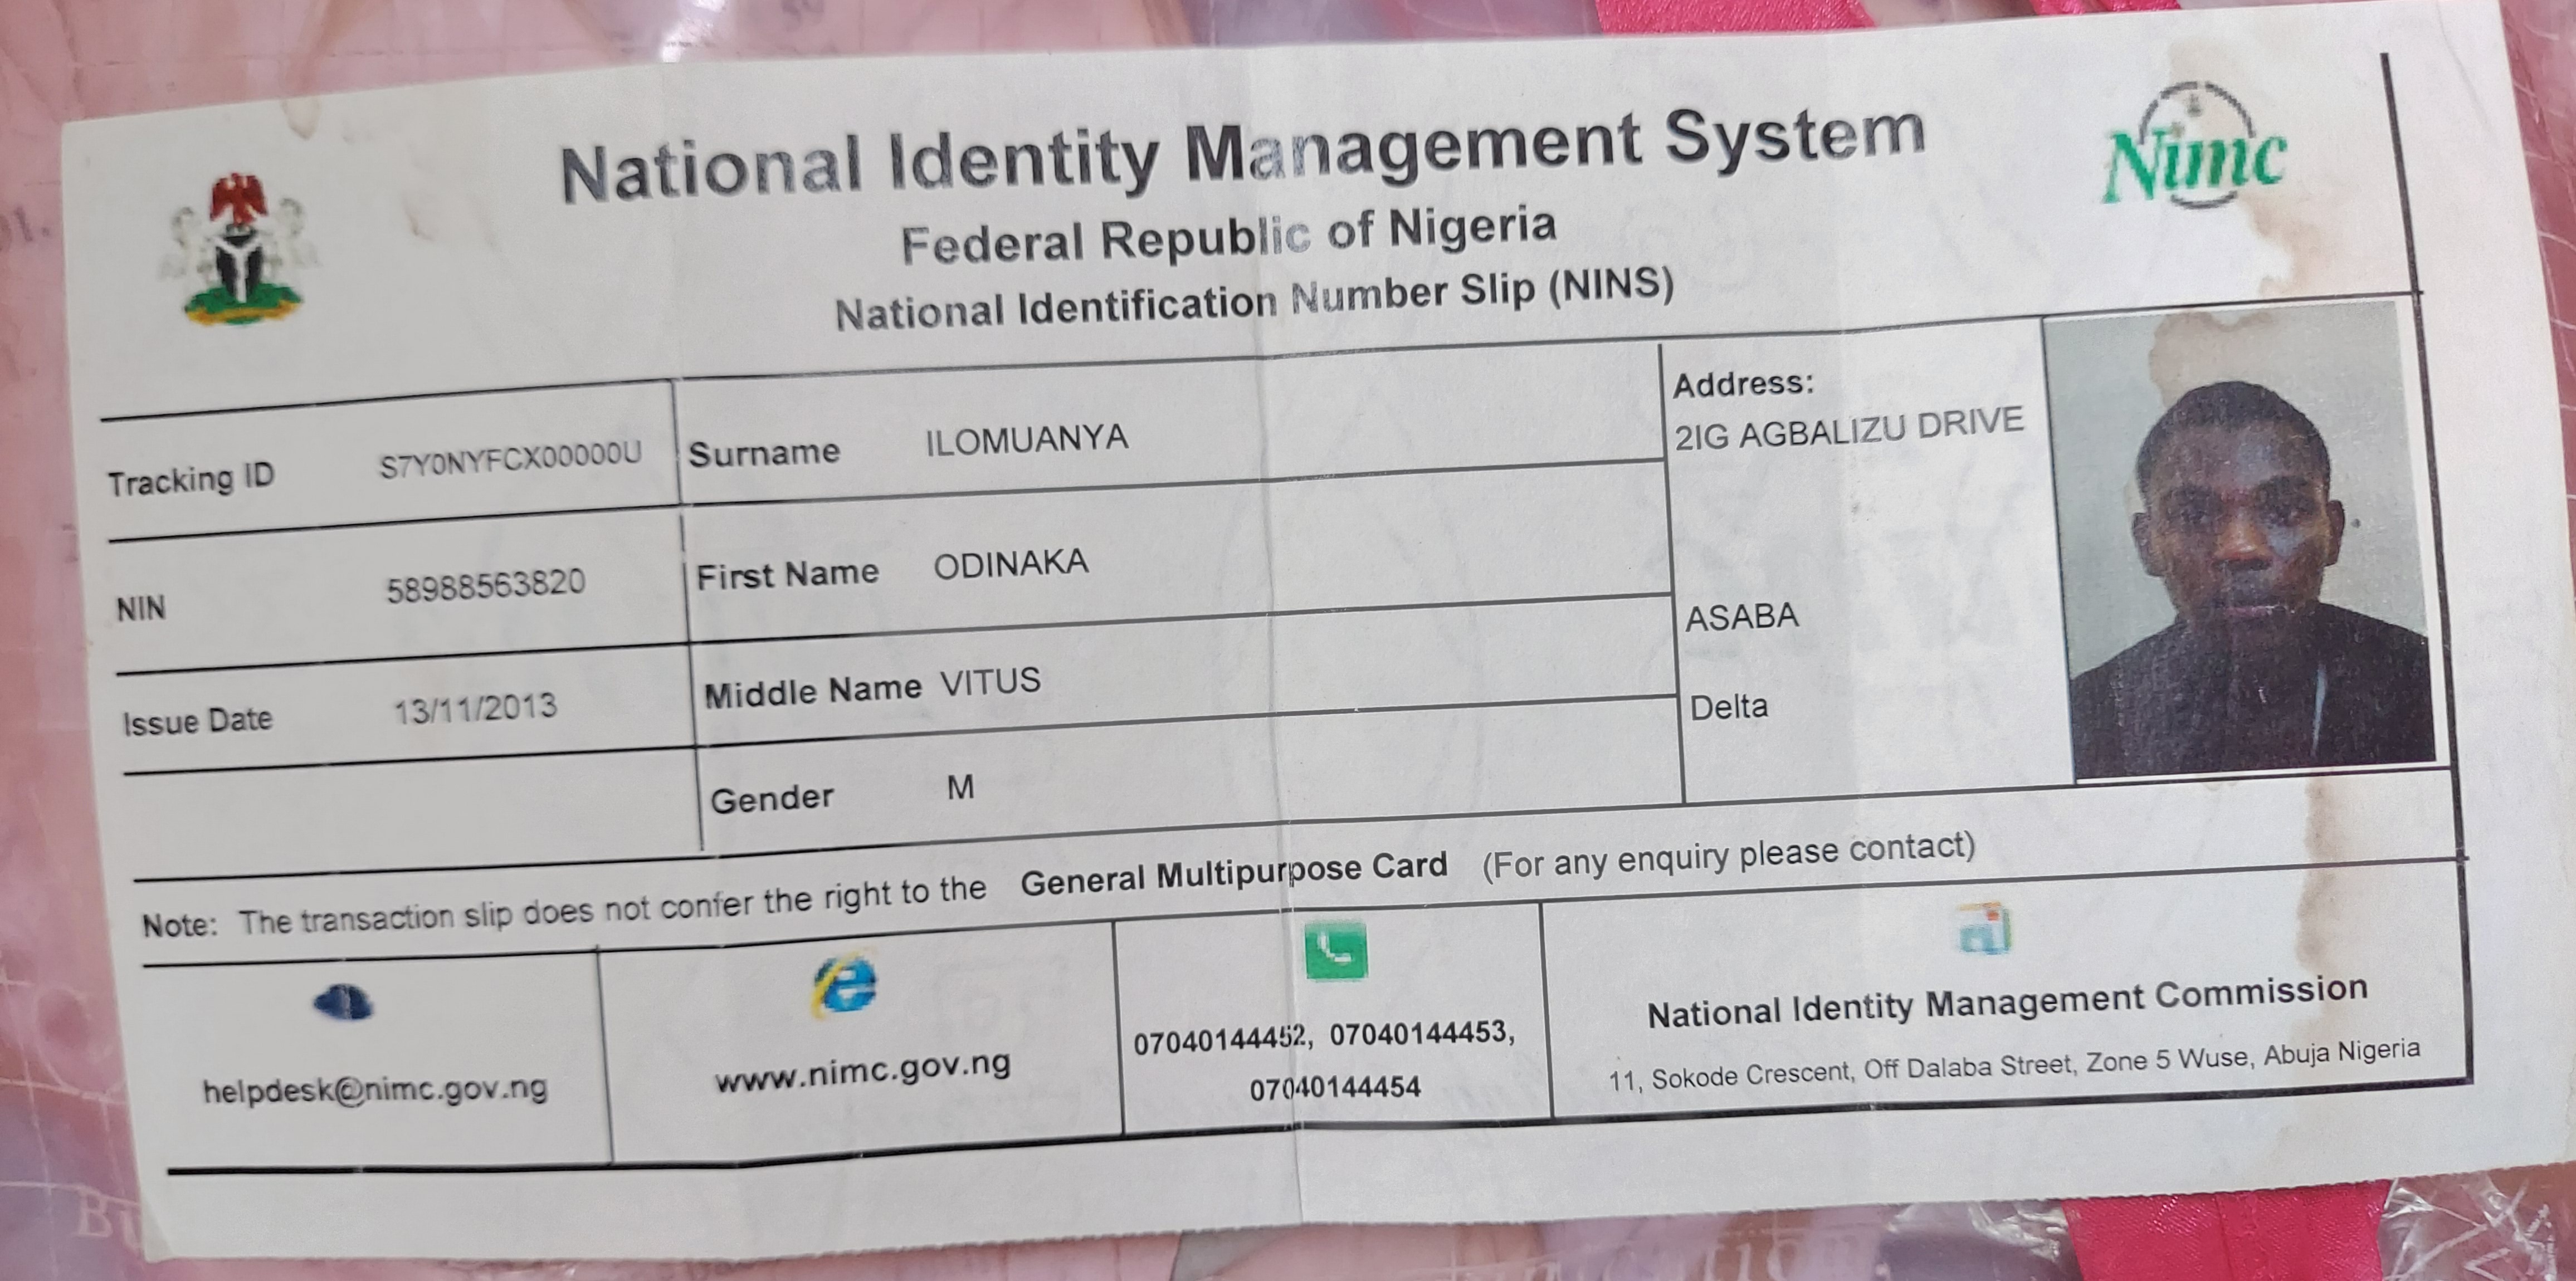 National Identity Management System
Federal Republic of Nigeria
National Identification Number Slip (NINS)
Nimc
Tracking ID S7Y0NYFCX00000U
Surname ILOMUANYA
Address:
2IG AGBALIZU DRIVE
NIN 58988563820
First Name ODINAKA
ASABA
Issue Date 13/11/2013
Middle Name VITUS
Delta
Gender M
Note: The transaction slip does not confer the right to the General Multipurpose Card (For any enquiry please contact)
helpdesk@nimc.gov.ng
www.nimc.gov.ng
07040144452, 07040144453,
07040144454
National Identity Management Commission
11, Sokode Crescent, Off Dalaba Street, Zone 5 Wuse, Abuja Nigeria